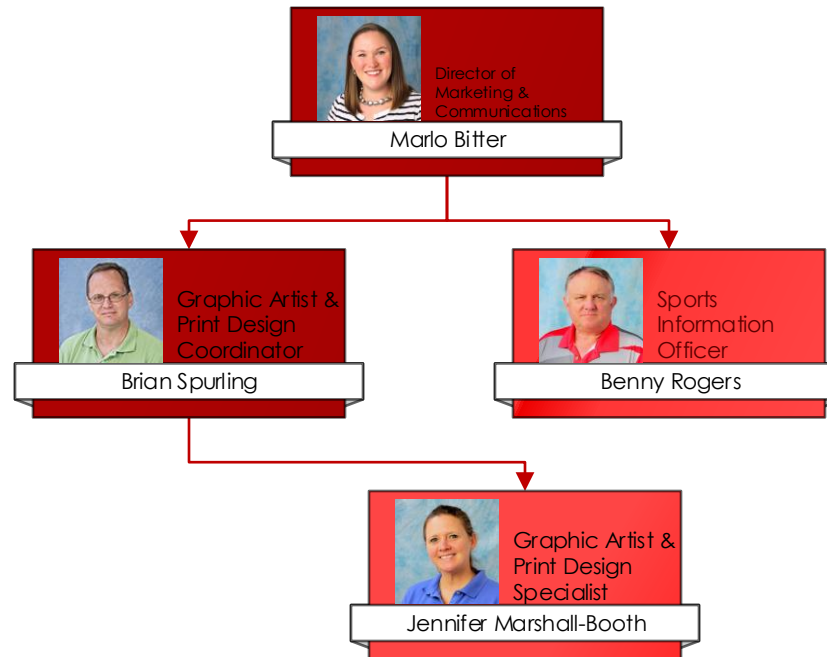 Director of
Marketing &
Communications
Marlo Bitter
Graphic Artist &
Print Design
Coordinator
Brian Spurling
Sports
Information
Officer
Benny Rogers
Graphic Artist &
Print Design
Specialist
Jennifer Marshall-Booth